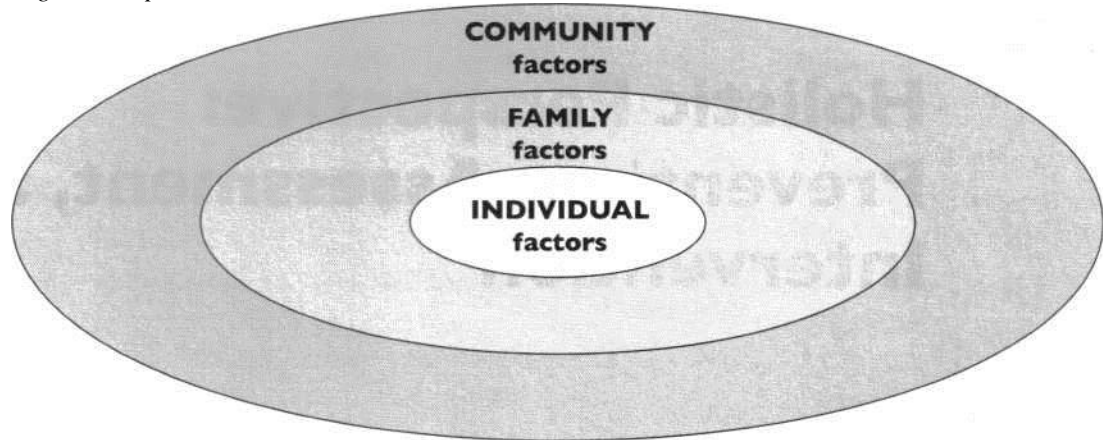 COMMUNITY
factors
FAMILY
factors
INDIVIDUAL
factors